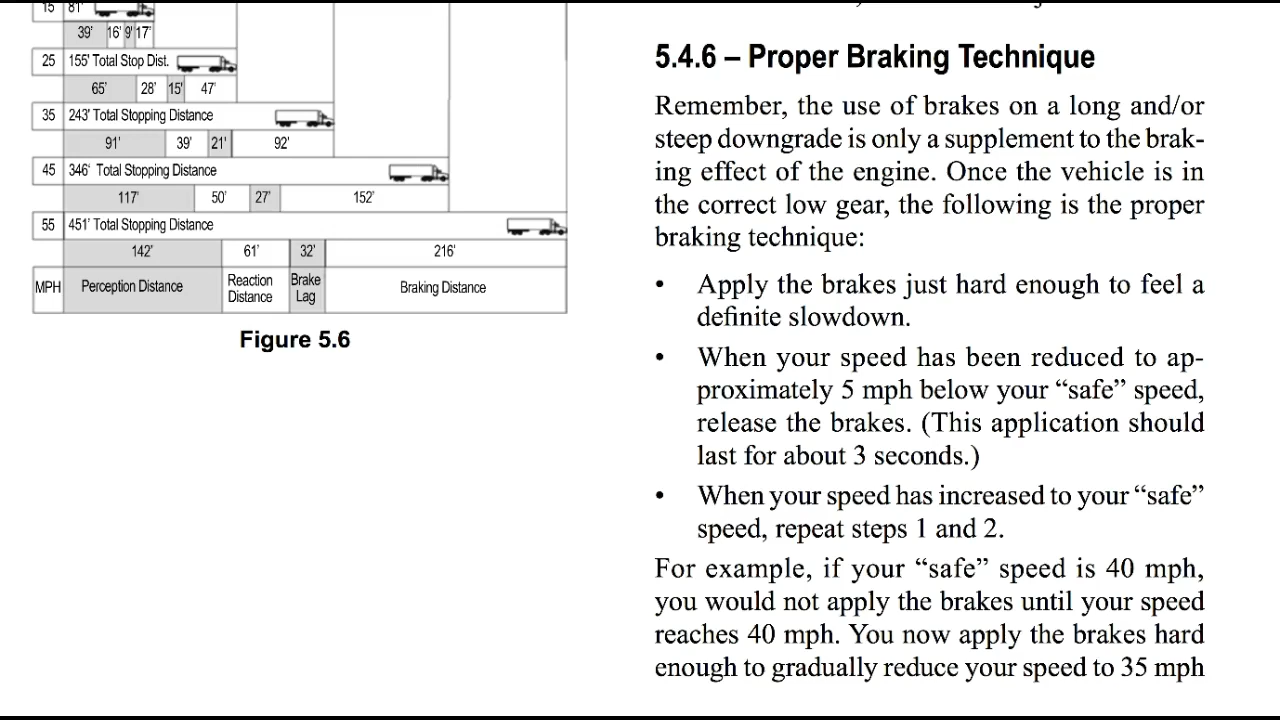 15 81'
39' 16' 9' 17'
25 155' Total Stop Dist.
65' 28' 15' 47'
35 243' Total Stopping Distance
91' 39' 21' 92'
45 346' Total Stopping Distance
117' 50' 27' 152'
55 451' Total Stopping Distance
142' 61' 32' 216'
MPH Perception Distance Reaction Distance Brake Lag Braking Distance
Figure 5.6
5.4.6 – Proper Braking Technique
Remember, the use of brakes on a long and/or
steep downgrade is only a supplement to the brak-
ing effect of the engine. Once the vehicle is in
the correct low gear, the following is the proper
braking technique:
• Apply the brakes just hard enough to feel a
definite slowdown.
• When your speed has been reduced to ap-
proximately 5 mph below your “safe” speed,
release the brakes. (This application should
last for about 3 seconds.)
• When your speed has increased to your “safe”
speed, repeat steps 1 and 2.
For example, if your “safe” speed is 40 mph,
you would not apply the brakes until your speed
reaches 40 mph. You now apply the brakes hard
enough to gradually reduce your speed to 35 mph